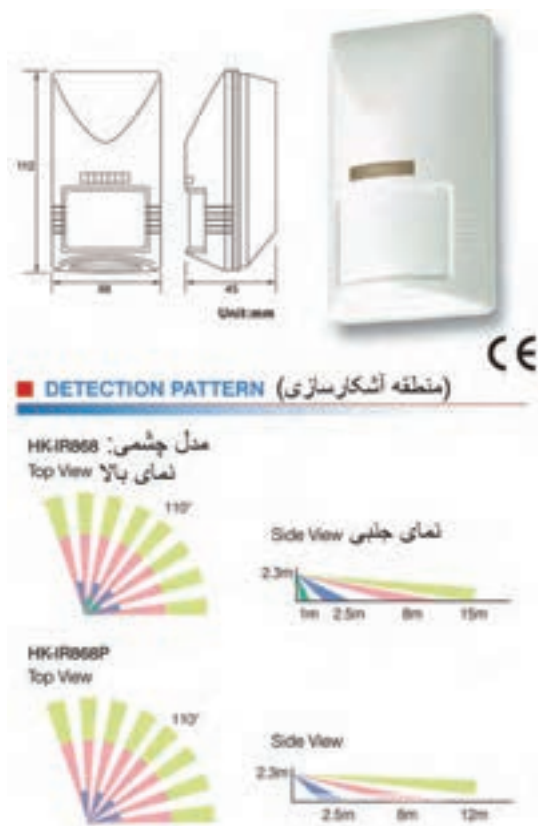 112
45
Unit:mm
CE
DETECTION PATTERN (منطقه آشکارسازی)
HK-IR868 مدل چشمی:
Top View نمای بالا
110°
Side View نمای جلبی
2.3m
1m 2.5m 8m 15m
HK-IR868P
Top View
110°
Side View
2.3m
2.5m 8m 12m